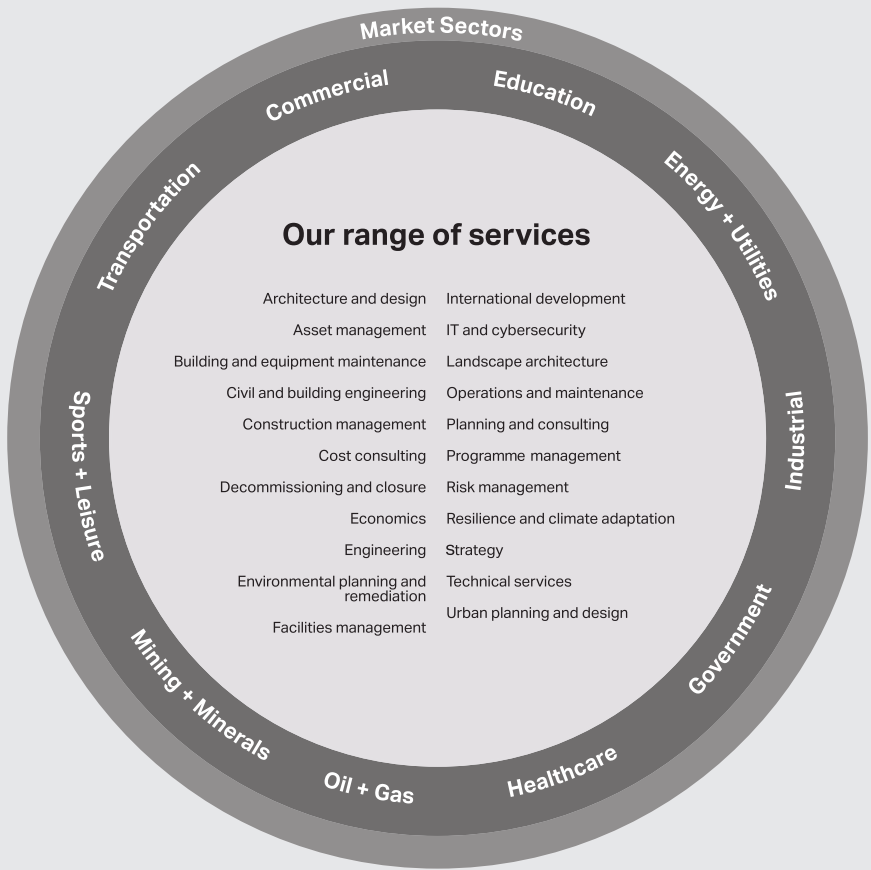 Market Sectors
Commercial
Education
Energy + Utilities
Industrial
Government
Healthcare
Oil + Gas
Mining + Minerals
Sports + Leisure
Transportation
Our range of services
Architecture and design
Asset management
Building and equipment maintenance
Civil and building engineering
Construction management
Cost consulting
Decommissioning and closure
Economics
Engineering
Environmental planning and
remediation
Facilities management
International development
IT and cybersecurity
Landscape architecture
Operations and maintenance
Planning and consulting
Programme management
Risk management
Resilience and climate adaptation
Strategy
Technical services
Urban planning and design